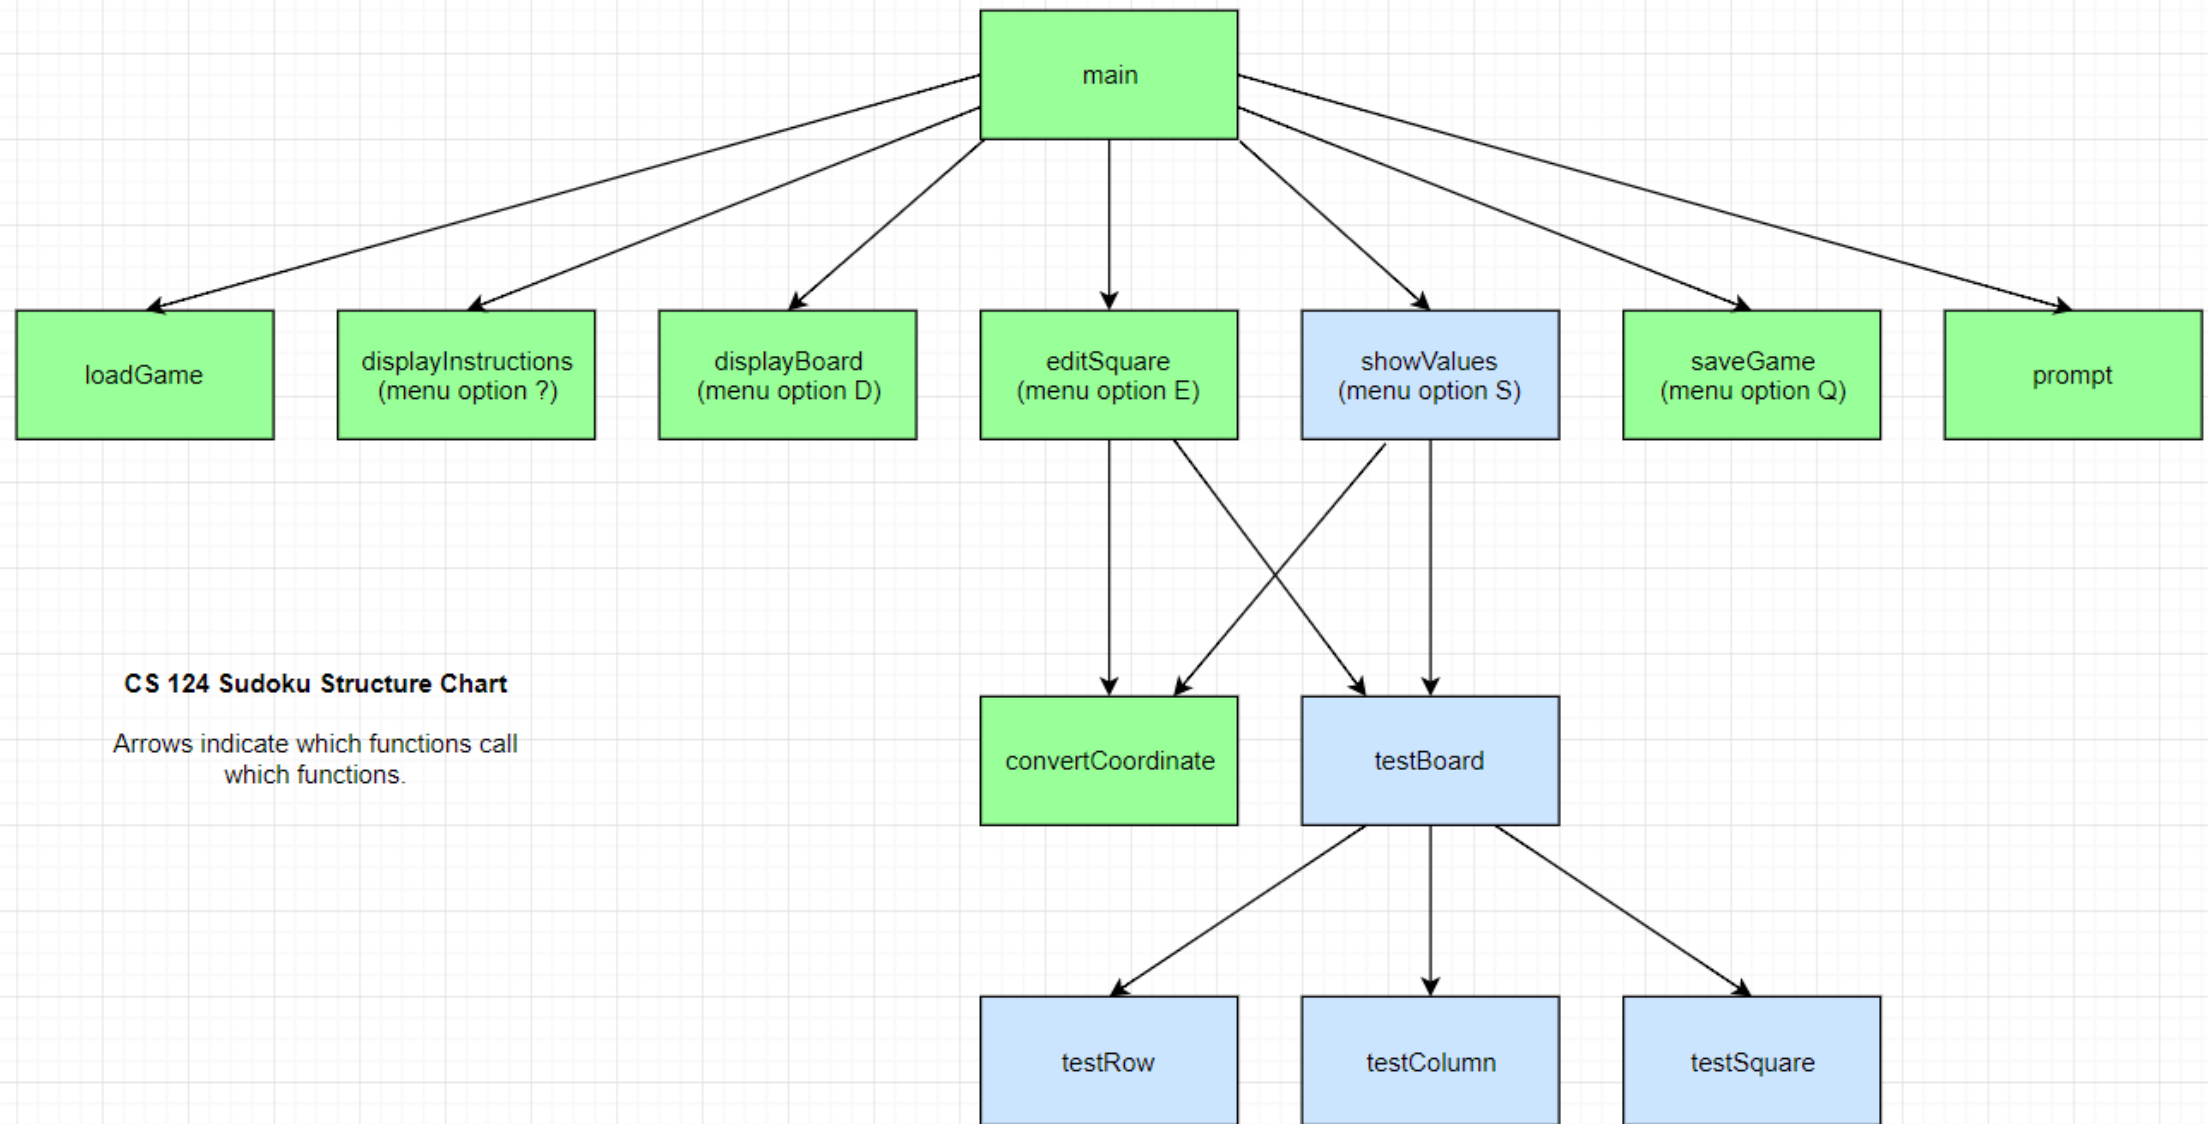 main
loadGame
displayInstructions
(menu option ?)
displayBoard
(menu option D)
editSquare
(menu option E)
showValues
(menu option S)
saveGame
(menu option Q)
prompt
CS 124 Sudoku Structure Chart
Arrows indicate which functions call
which functions.
convertCoordinate
testBoard
testRow
testColumn
testSquare